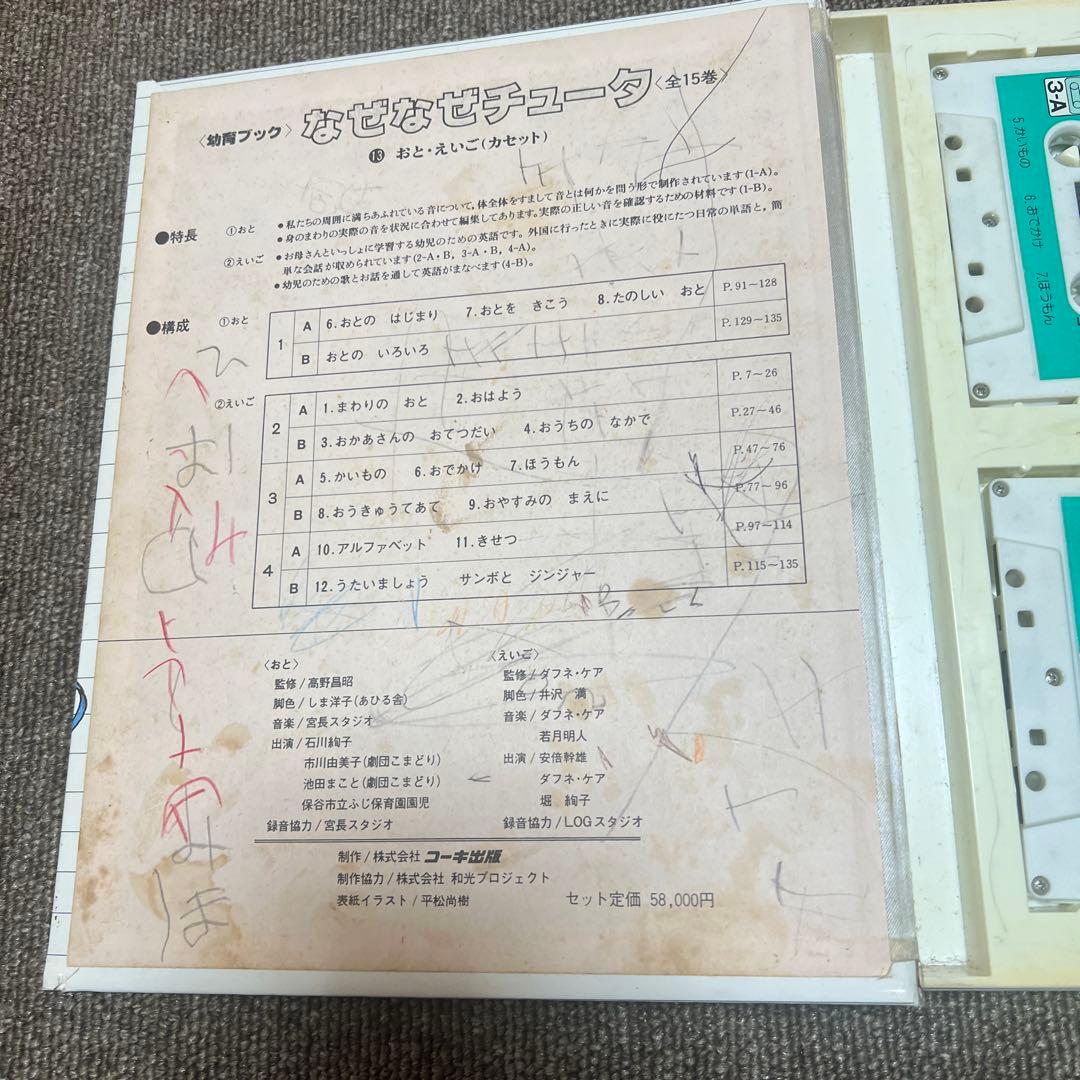 〈幼育ブック〉 なぜなぜチュータ〈全15巻〉
⓭ おと・えいご(カセット)
●特長 ①おと ●私たちの周囲に満ちあふれている音について,体全体をすまして音とは何かを問う形で制作されています(1-A)。
●身のまわりの実際の音を状況に合わせて編集してあります。実際の正しい音を確認するための材料です(1-B)。
②えいご ●お母さんといっしょに学習する幼児のための英語です。外国に行ったときに実際に役にたつ日常の単語と,簡
単な会話が収められています(2-A・B, 3-A・B, 4-A)。
●幼児のための歌とお話を通して英語がまなべます(4-B)。
●構成 ①おと
1 A 6.おとの はじまり 7.おとを きこう 8.たのしい おと P.91〜128
B おとの いろいろ P.129〜135
②えいご
2 A 1.まわりの おと 2.おはよう P.7〜26
B 3.おかあさんの おてつだい 4.おうちの なかで P.27〜46
3 A 5.かいもの 6.おでかけ 7.ほうもん P.47〜76
B 8.おうきゅうてあて 9.おやすみの まえに P.77〜96
4 A 10.アルファベット 11.きせつ P.97〜114
B 12.うたいましょう サンボと ジンジャー P.115〜135
〈おと〉
監修/高野昌昭
脚色/しま洋子(あひる舎)
音楽/宮長スタジオ
出演/石川絢子
市川由美子(劇団こまどり)
池田まこと(劇団こまどり)
保谷市立ふじ保育園園児
録音協力/宮長スタジオ
〈えいご〉
監修/ダフネ・ケア
脚色/井沢 満
音楽/ダフネ・ケア
若月明人
出演/安倍幹雄
ダフネ・ケア
堀 絢子
録音協力/LOGスタジオ
制作/株式会社 コーキ出版
制作協力/株式会社 和光プロジェクト
表紙イラスト/平松尚樹
セット定価 58,000円
3-A
5.かいもの 6.おでかけ 7.ほうもん